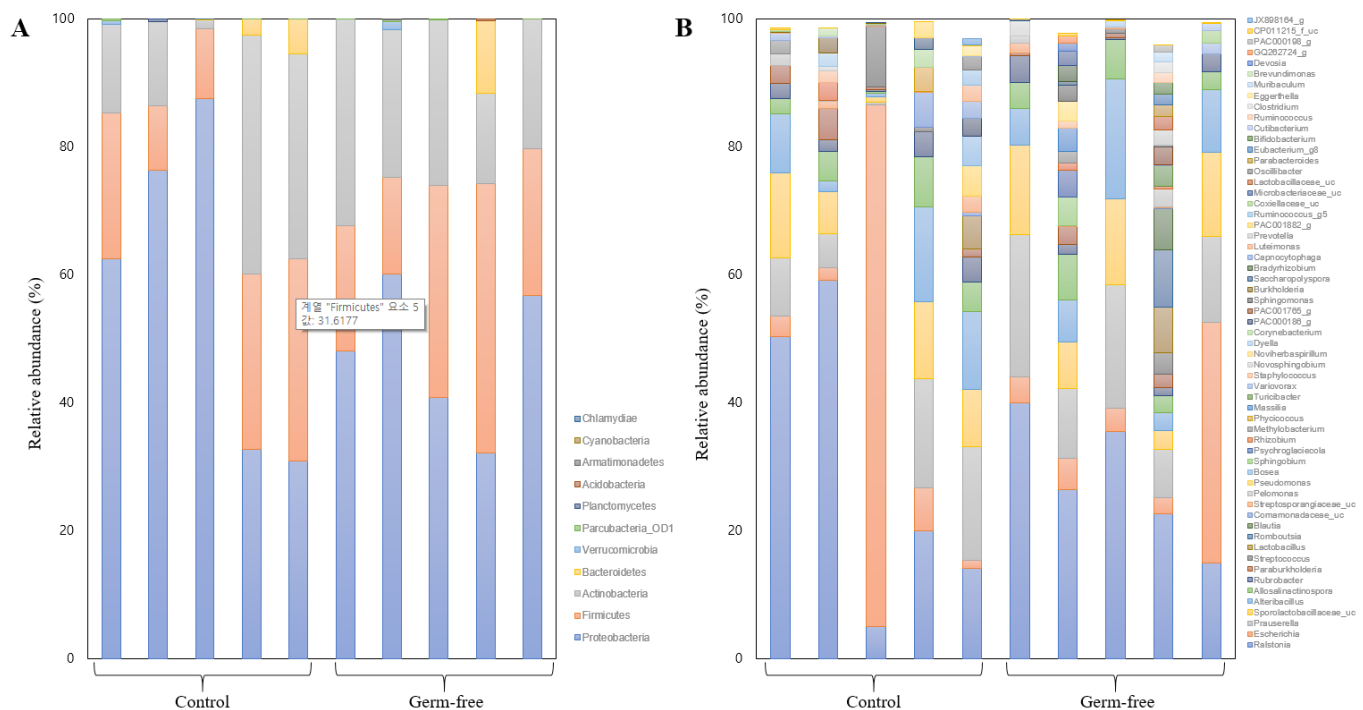 A
Relative abundance (%)
100
80
60
40
20
0
계열 "Firmicutes" 요소 5
값: 31.6177
Chlamydiae
Cyanobacteria
Armatimonadetes
Acidobacteria
Planctomycetes
Parcubacteria_OD1
Verrucomicrobia
Bacteroidetes
Actinobacteria
Firmicutes
Proteobacteria
Control
Germ-free
B
Relative abundance (%)
100
80
60
40
20
0
JX898164_g
CP011215_f_uc
PAC000198_g
GQ262724_g
Devosia
Brevundimonas
Muribaculum
Eggerthella
Clostridium
Ruminococcus
Cutibacterium
Bifidobacterium
Eubacterium_g8
Parabacteroides
Oscillibacter
Lactobacillaceae_uc
Microbacteriaceae_uc
Coxiellaceae_uc
Ruminococcus_g5
PAC001882_g
Prevotella
Luteimonas
Capnocytophaga
Bradyrhizobium
Saccharopolyspora
Burkholderia
Sphingomonas
PAC001765_g
PAC000186_g
Corynebacterium
Dyella
Noviherbaspirillum
Novosphingobium
Staphylococcus
Variovorax
Turicibacter
Massilia
Phycicoccus
Methylobacterium
Rhizobium
Psychroglaciecola
Sphingobium
Bosea
Pseudomonas
Pelomonas
Streptosporangiaceae_uc
Comamonadaceae_uc
Blautia
Romboutsia
Lactobacillus
Streptococcus
Paraburkholderia
Rubrobacter
Allosalinactinospora
Alteribacillus
Sporolactobacillaceae_uc
Prauserella
Escherichia
Ralstonia
Control
Germ-free